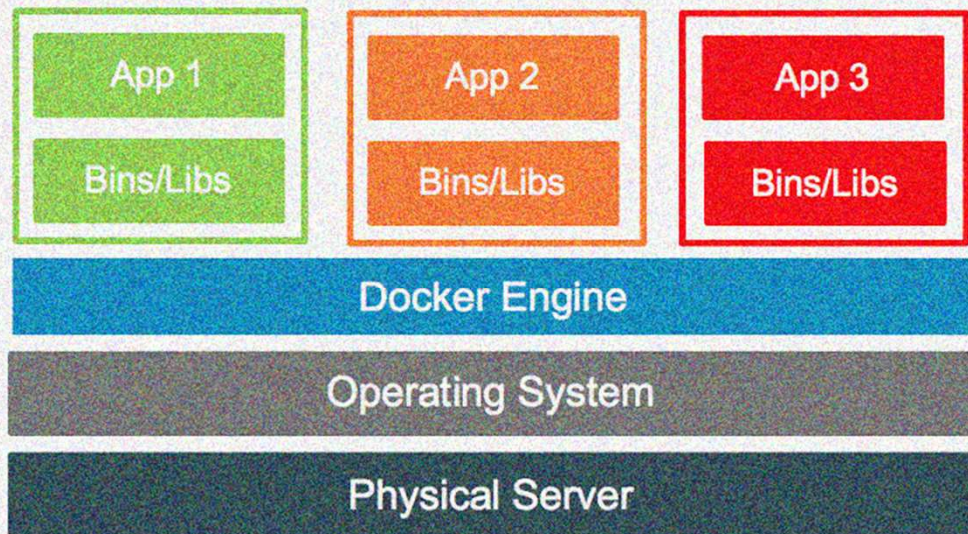 App 1
App 2
App 3
Bins/Libs
Bins/Libs
Bins/Libs
Docker Engine
Operating System
Physical Server